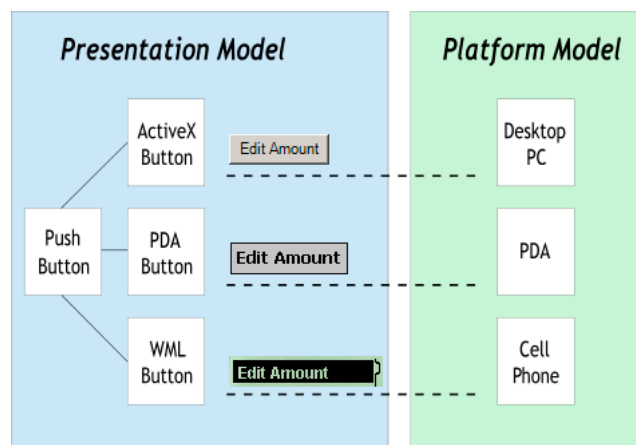 Presentation Model
Platform Model
ActiveX
Button
Edit Amount
Desktop
PC
Push
Button
PDA
Button
Edit Amount
PDA
WML
Button
Edit Amount
Cell
Phone